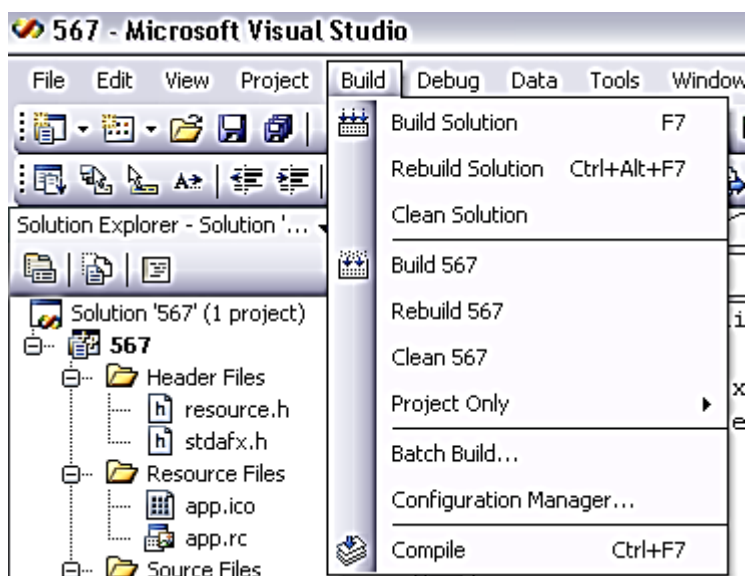 567 - Microsoft Visual Studio
File Edit View Project Build Debug Data Tools Window
Build Solution F7
Rebuild Solution Ctrl+Alt+F7
Clean Solution
Build 567
Rebuild 567
Clean 567
Project Only
Batch Build...
Configuration Manager...
Compile Ctrl+F7
Solution Explorer - Solution '...
Solution '567' (1 project)
567
Header Files
resource.h
stdafx.h
Resource Files
app.ico
app.rc
Source Files